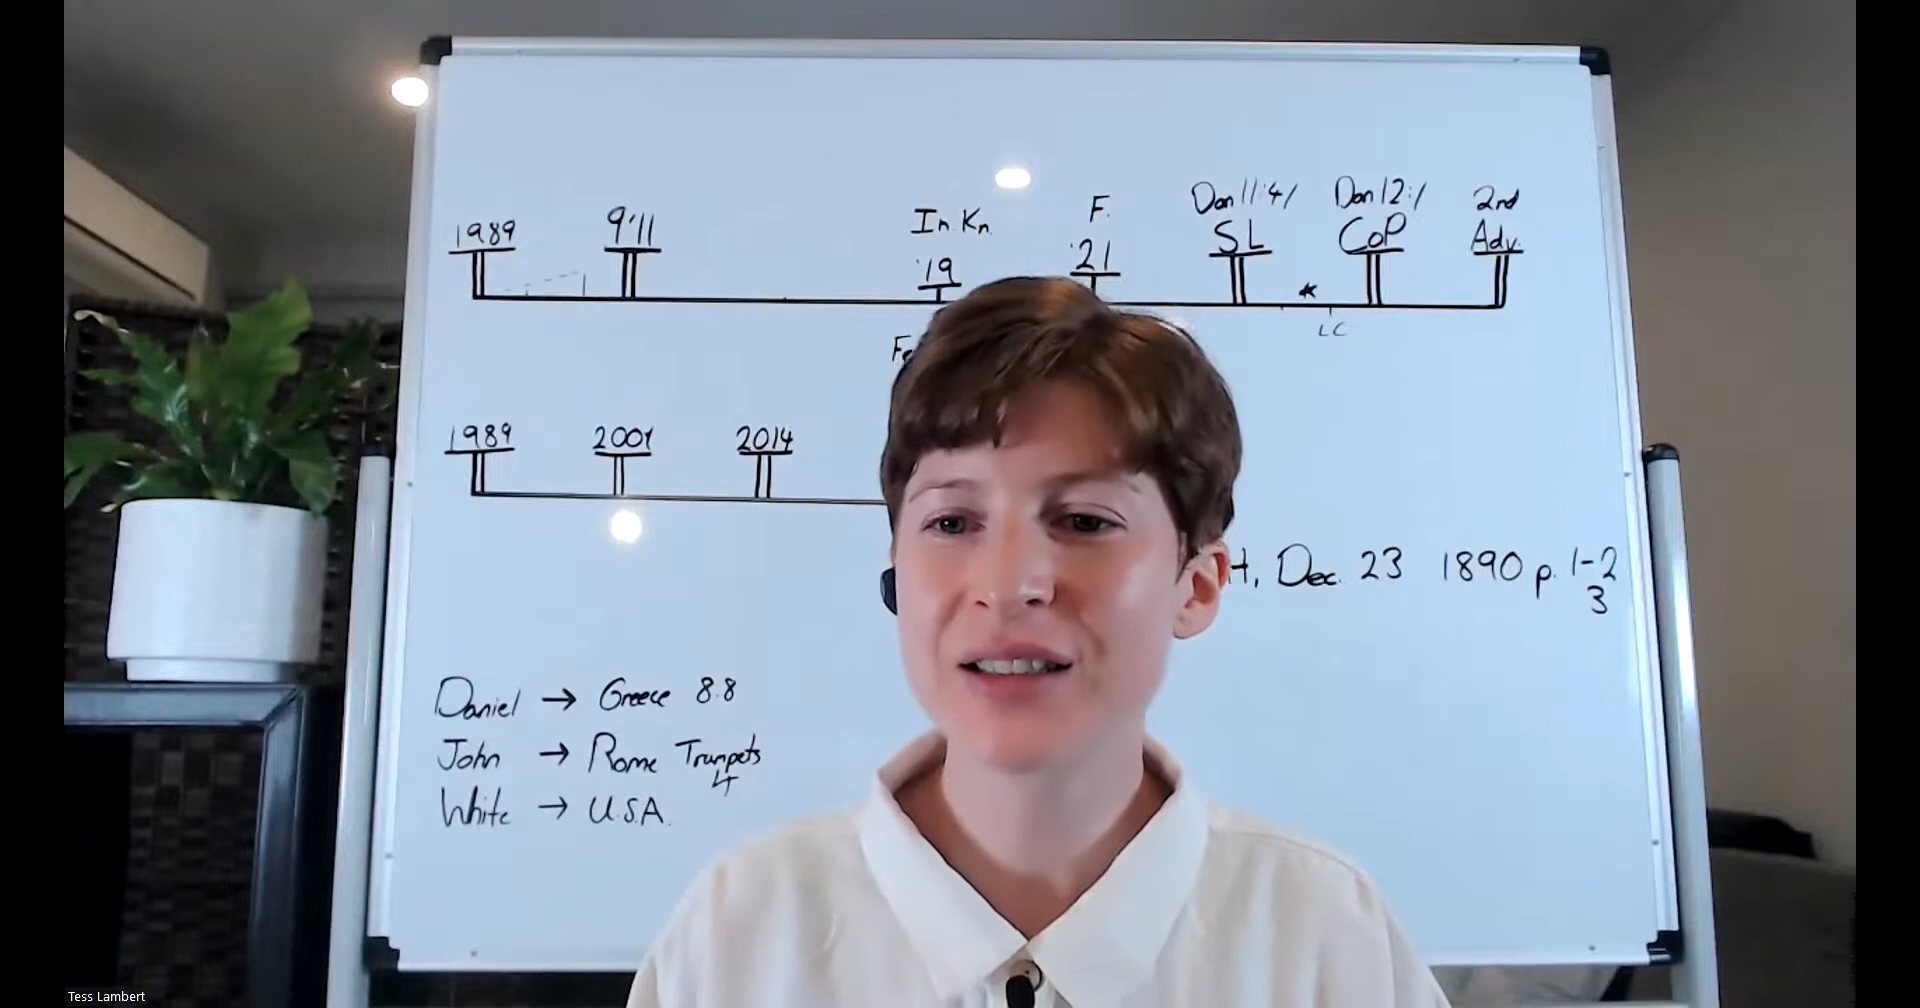 Dan 11:41 Dan 12:1 2nd
1989 9/11 In. Kn. F. SL CoP Adv.
'19 '21
LC
1989 2001 2014
H, Dec. 23 1890 p. 1-2
3
Daniel → Greece 8:8
John → Rome Trumpets
4
White → U.S.A.
Tess Lambert